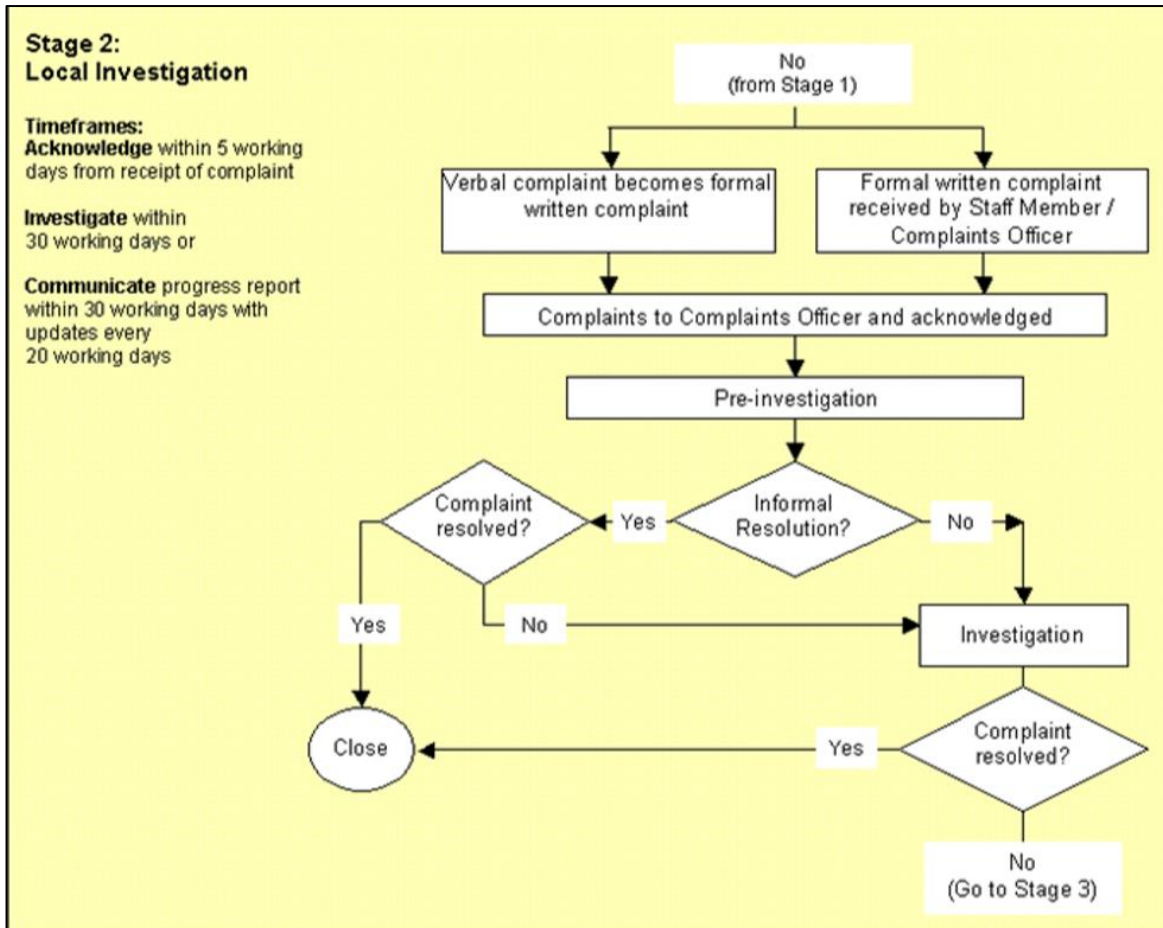 Stage 2:
Local Investigation
Timeframes:
Acknowledge within 5 working
days from receipt of complaint
Investigate within
30 working days or
Communicate progress report
within 30 working days with
updates every
20 working days
No
(from Stage 1)
Verbal complaint becomes formal
written complaint
Formal written complaint
received by Staff Member /
Complaints Officer
Complaints to Complaints Officer and acknowledged
Pre-investigation
Informal
Resolution?
Yes
No
Complaint
resolved?
Yes
No
Investigation
Complaint
resolved?
Yes
Close
No
(Go to Stage 3)